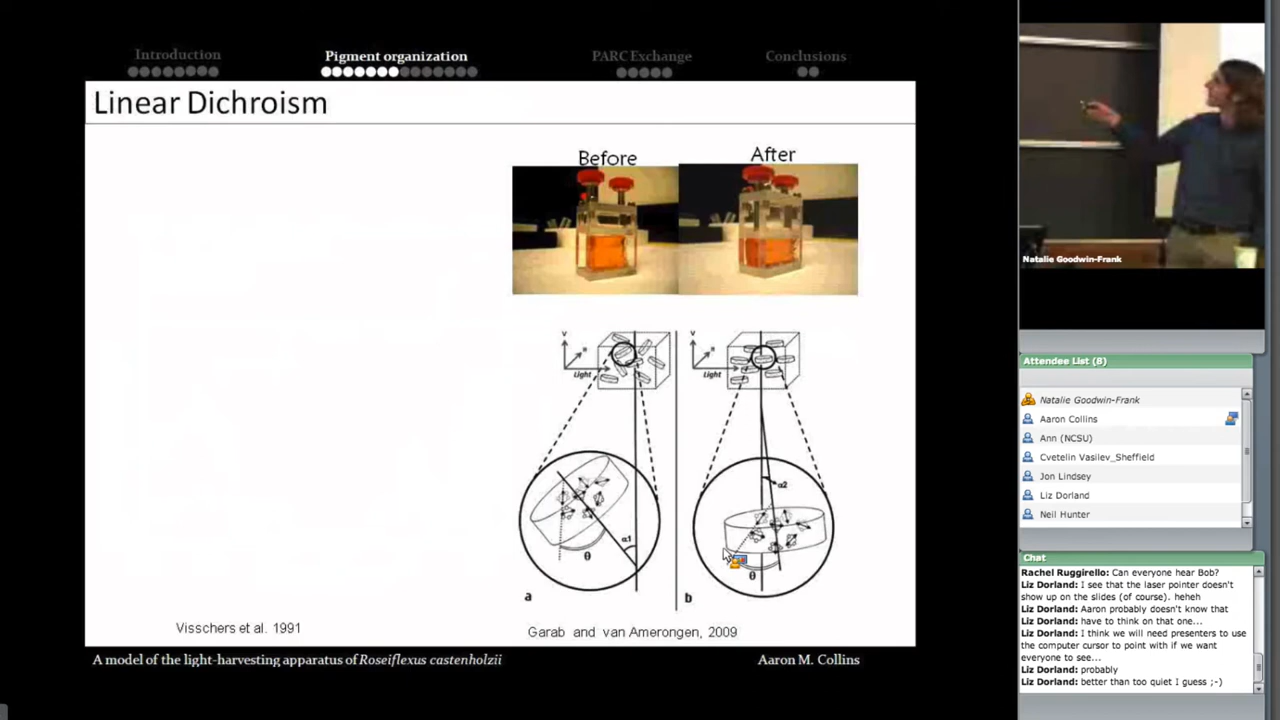 Introduction
Pigment organization
PARC Exchange
Conclusions
Linear Dichroism
Before
After
V
H
Light
V
H
Light
α1
θ
a
α2
θ
b
Visschers et al. 1991
Garab and van Amerongen, 2009
A model of the light-harvesting apparatus of Roseiflexus castenholzii
Aaron M. Collins
Natalie Goodwin-Frank
Attendee List (8)
Natalie Goodwin-Frank
Aaron Collins
Ann (NCSU)
Cvetelin Vasilev_Sheffield
Jon Lindsey
Liz Dorland
Neil Hunter
Chat
Rachel Ruggirello: Can everyone hear Bob?
Liz Dorland: I see that the laser pointer doesn't
show up on the slides (of course). heheh
Liz Dorland: Aaron probably doesn't know that
Liz Dorland: have to think on that one...
Liz Dorland: I think we will need presenters to use
the computer cursor to point with if we want
everyone to see...
Liz Dorland: probably
Liz Dorland: better than too quiet I guess ;-)